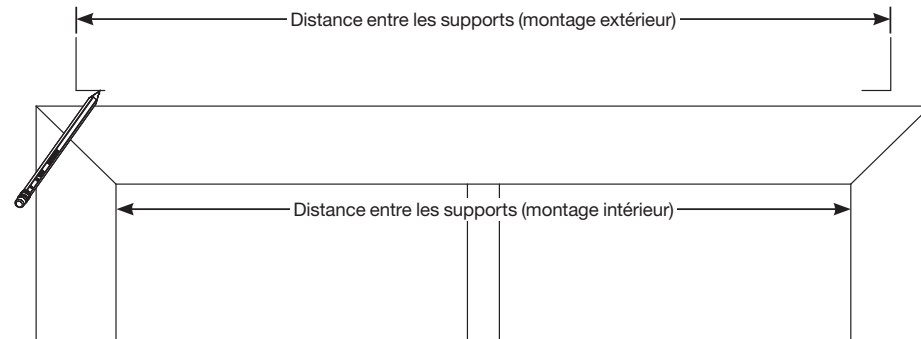 Distance entre les supports (montage extérieur)
Distance entre les supports (montage intérieur)